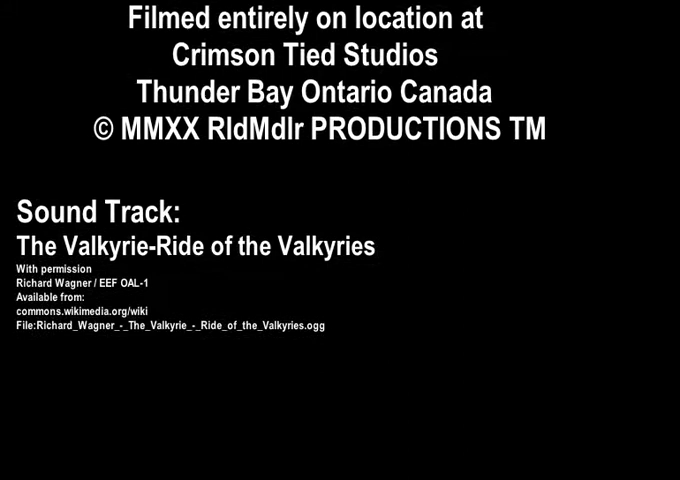 Filmed entirely on location at
Crimson Tied Studios
Thunder Bay Ontario Canada
© MMXX RldMdlr PRODUCTIONS TM
Sound Track:
The Valkyrie-Ride of the Valkyries
With permission
Richard Wagner / EEF OAL-1
Available from:
commons.wikimedia.org/wiki
File:Richard_Wagner_-_The_Valkyrie_-_Ride_of_the_Valkyries.ogg